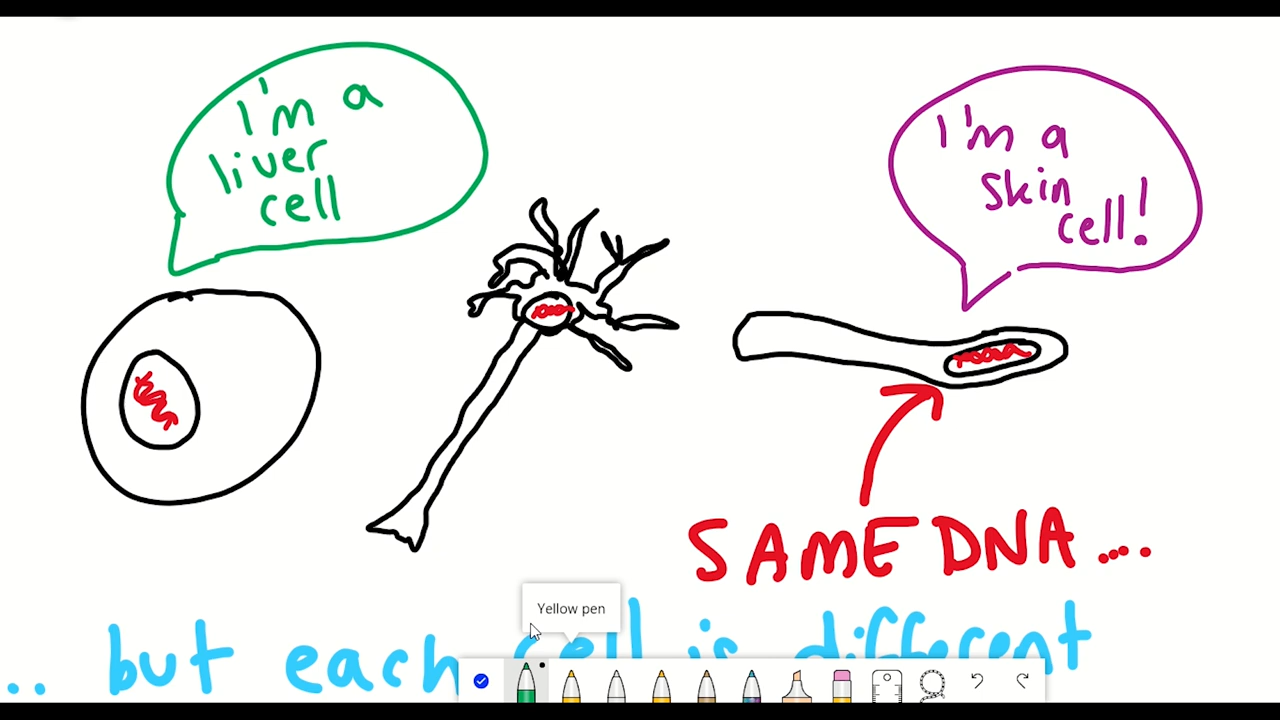 I'm a
liver
cell
I'm a
skin
cell!
SAME DNA....
Yellow pen
.. but each cell is different